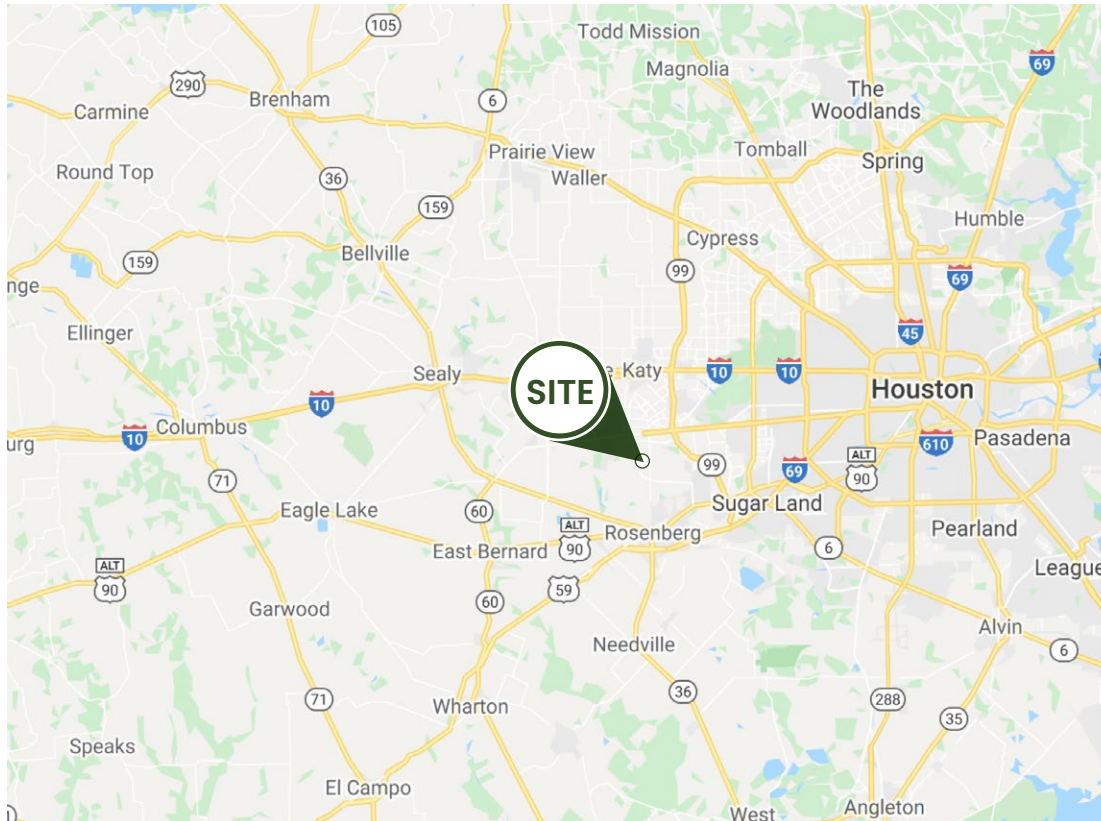 105
Todd Mission
69
290
Magnolia
Carmine
Brenham
6
The
Woodlands
Prairie View
Tomball
Spring
Round Top
Waller
36
159
Humble
Bellville
Cypress
159
99
69
nge
Ellinger
45
Sealy
SITE
e Katy
10
10
Houston
10
10
Columbus
urg
Pasadena
610
ALT
90
99
69
71
Sugar Land
Eagle Lake
60
ALT
90
Rosenberg
Pearland
East Bernard
6
ALT
90
League
59
60
Garwood
Alvin
Needville
6
71
36
288
Wharton
35
Speaks
El Campo
West
Angleton